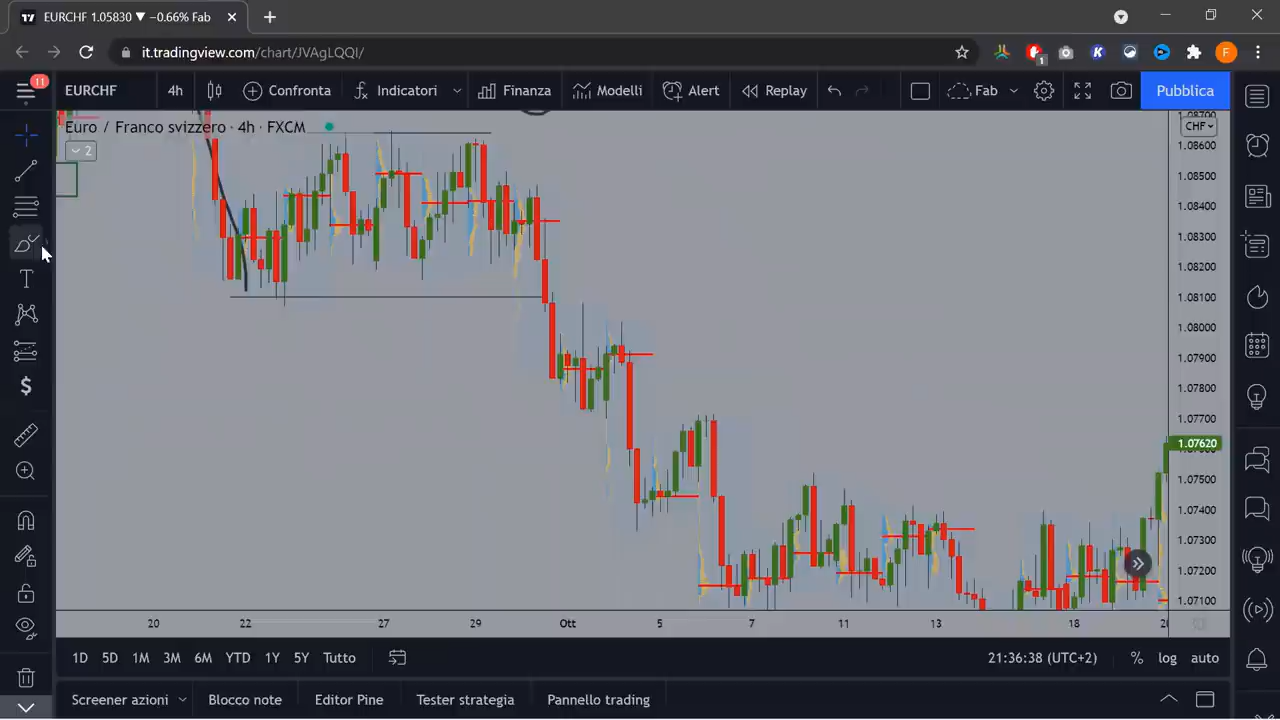 EURCHF 1.05830 ▼ −0.66% Fab
it.tradingview.com/chart/JVAgLQQI/
1
F
11
EURCHF 4h Confronta Indicatori Finanza Modelli Alert Replay Fab Pubblica
Euro / Franco svizzero · 4h · FXCM
2
CHF
1.08600
1.08500
1.08400
1.08300
1.08200
1.08100
1.08000
1.07900
1.07800
1.07700
1.07620
1.07500
1.07400
1.07300
1.07200
1.07100
20 22 27 29 Ott 5 7 11 13 18
1D 5D 1M 3M 6M YTD 1Y 5Y Tutto 21:36:38 (UTC+2) % log auto
Screener azioni Blocco note Editor Pine Tester strategia Pannello trading